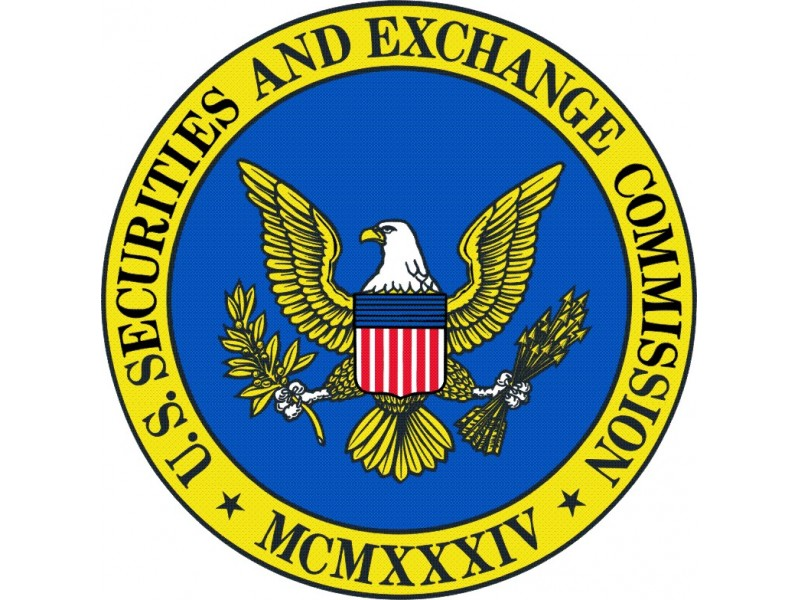 U.S. SECURITIES AND EXCHANGE COMMISSION
MCMXXXIV